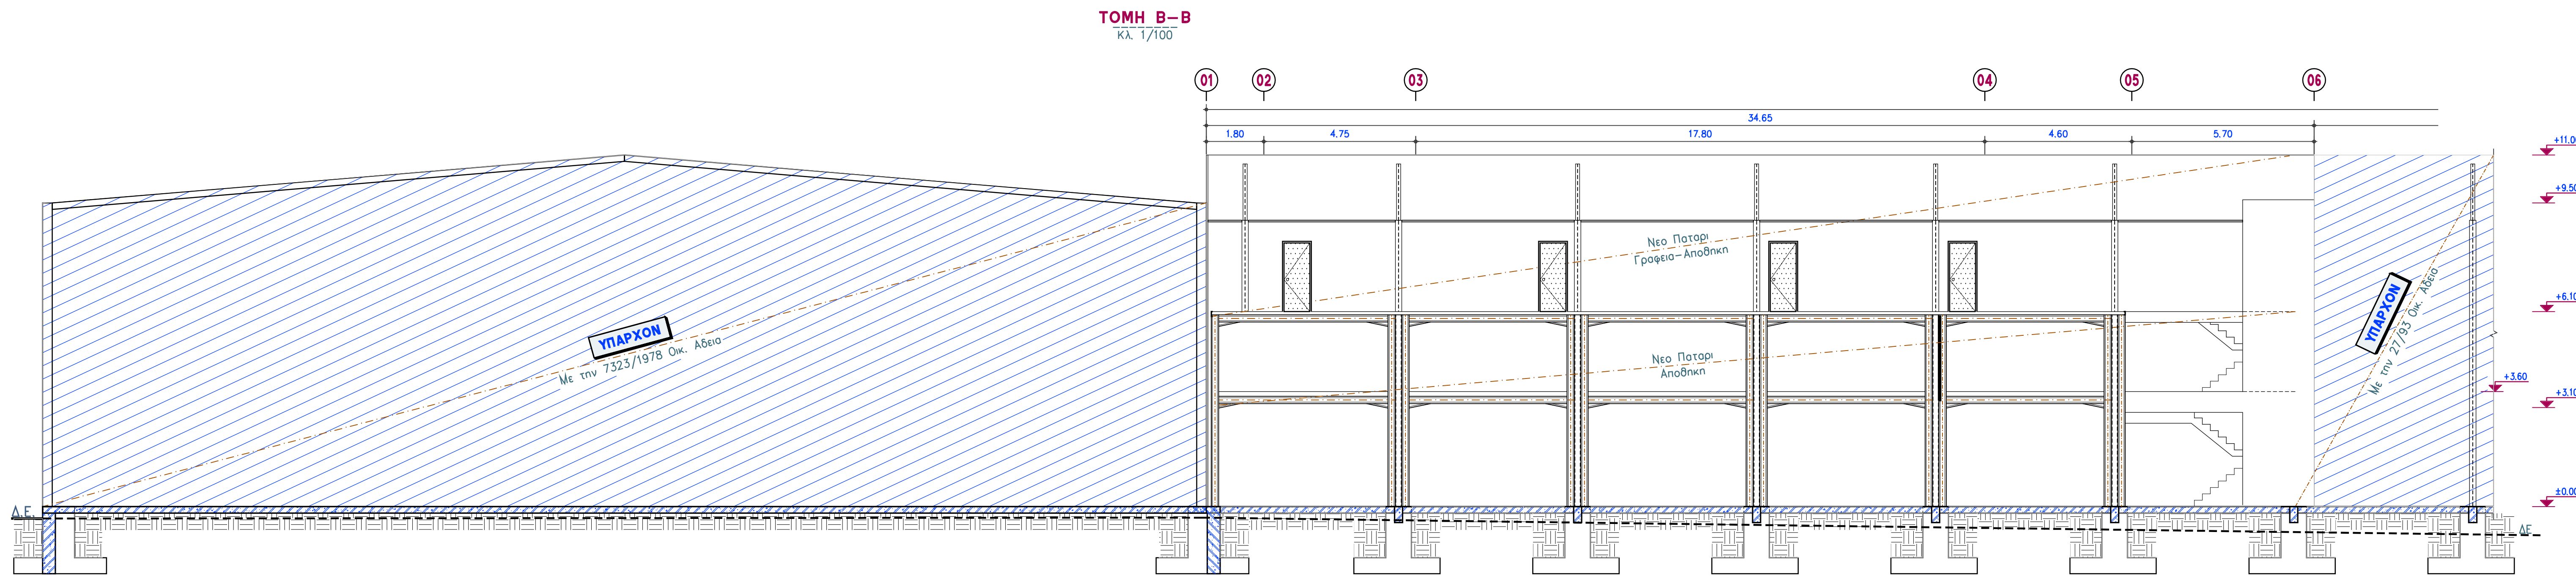 ΤΟΜΗ Β-Β
Κλ. 1/100
01 02 03 04 05 06
34.65
1.80 4.75 17.80 4.60 5.70
+11.0
+9.50
+6.10
+3.60
+3.10
±0.00
Νεο Παταρι
Γραφεια-Αποθηκη
Νεο Παταρι
Αποθηκη
ΥΠΑΡΧΟΝ
Με την 7323/1978 Οικ. Αδεια
ΥΠΑΡΧΟΝ
Με την 27/93 Οικ. Αδεια
Δ.Ε.
ΔΕ